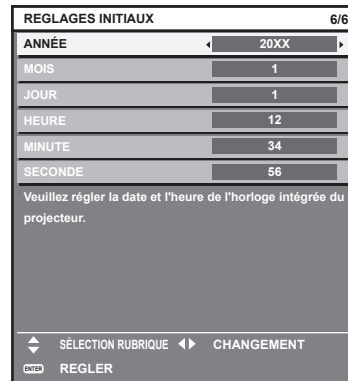 REGLAGES INITIAUX 6/6
ANNÉE 20XX
MOIS 1
JOUR 1
HEURE 12
MINUTE 34
SECONDE 56
Veuillez régler la date et l'heure de l'horloge intégrée du
projecteur.
SÉLECTION RUBRIQUE CHANGEMENT
ENTER REGLER